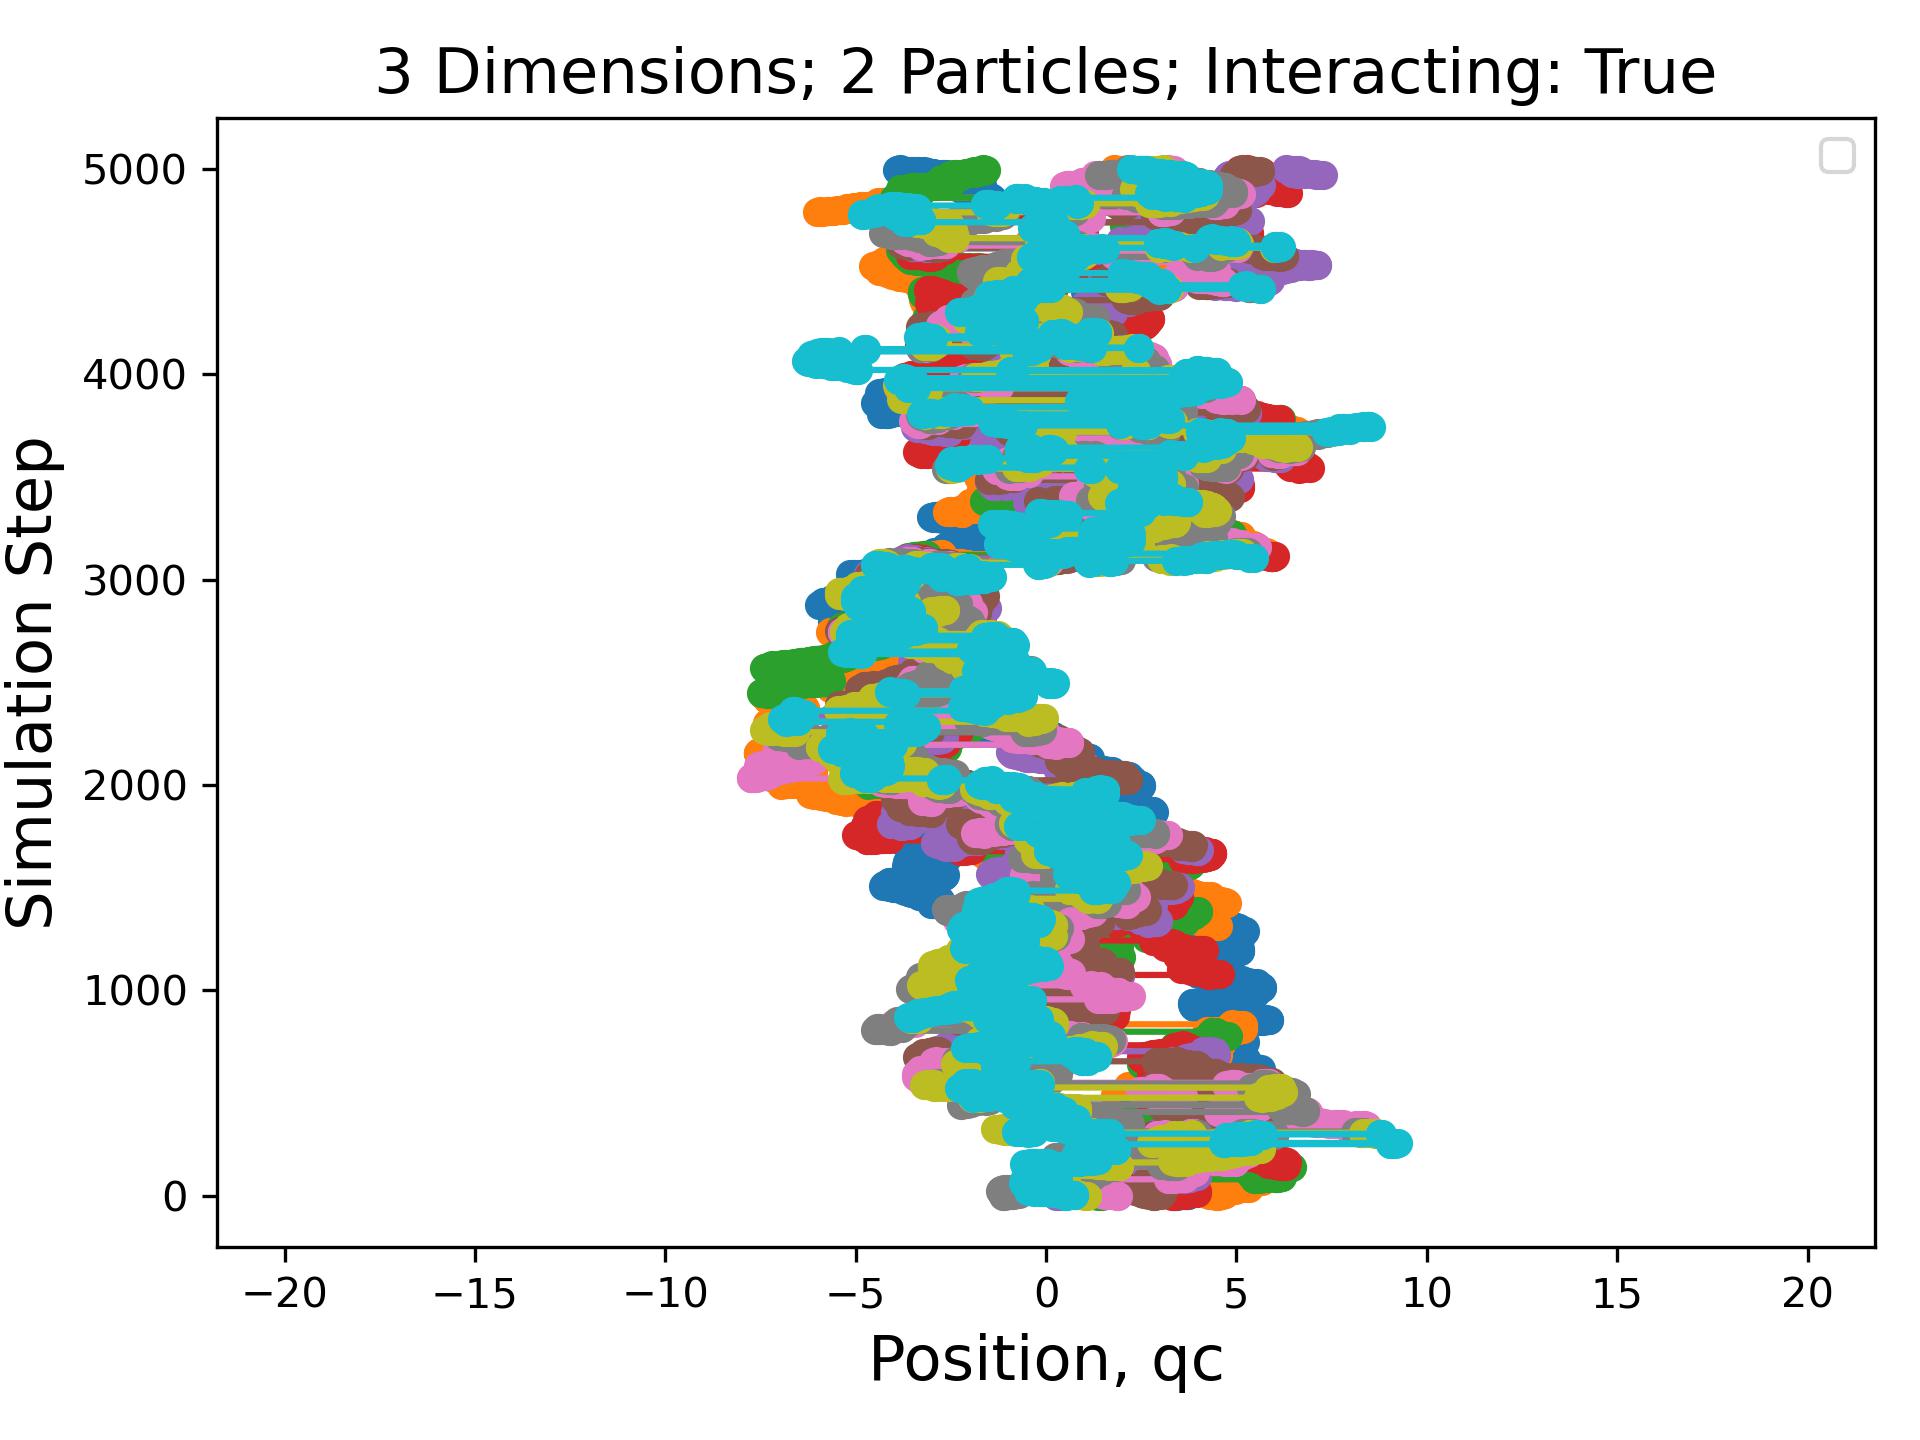 3 Dimensions; 2 Particles; Interacting: True
5000
4000
3000
2000
1000
0
Simulation Step
−20 −15 −10 −5 0 5 10 15 20
Position, qc